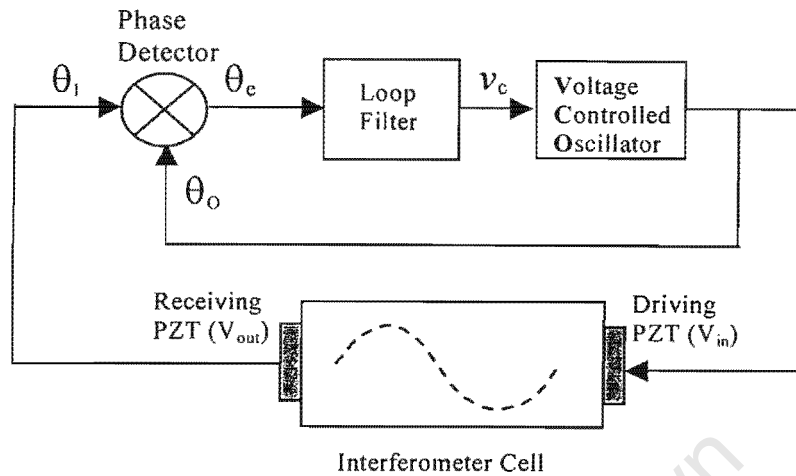 Phase
Detector
θi
θe
Loop
Filter
vc
Voltage
Controlled
Oscillator
θO
Receiving
PZT (Vout)
Driving
PZT (Vin)
Interferometer Cell